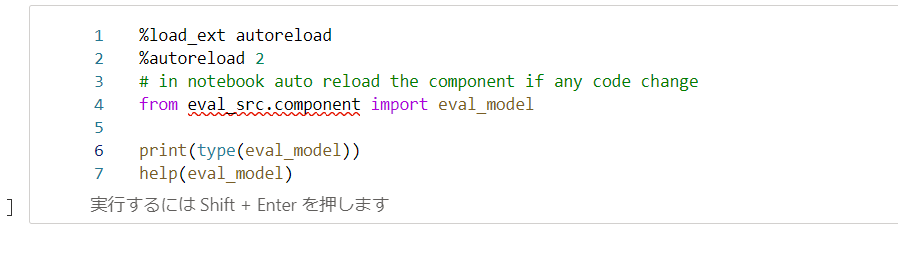 1 %load_ext autoreload
2 %autoreload 2
3 # in notebook auto reload the component if any code change
4 from eval_src.component import eval_model
5
6 print(type(eval_model))
7 help(eval_model)
] 実行するには Shift + Enter を押します